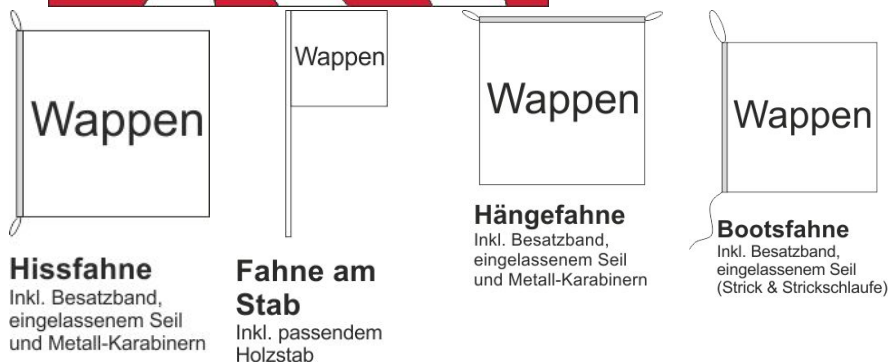 Wappen
Hissfahne
Inkl. Besatzband,
eingelassenem Seil
und Metall-Karabinern
Wappen
Fahne am
Stab
Inkl. passendem
Holzstab
Wappen
Hängefahne
Inkl. Besatzband,
eingelassenem Seil
und Metall-Karabinern
Wappen
Bootsfahne
Inkl. Besatzband,
eingelassenem Seil
(Strick & Strickschlaufe)